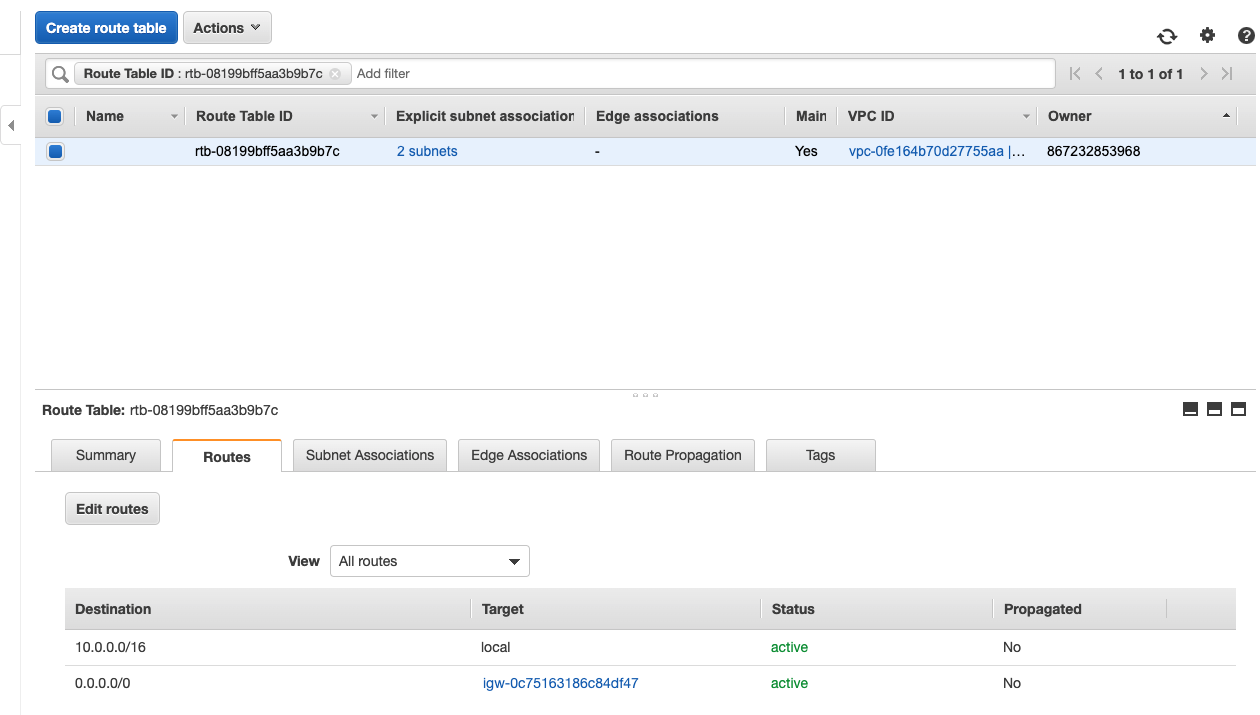 Create route table Actions
Route Table ID : rtb-08199bff5aa3b9b7c Add filter 1 to 1 of 1
Name Route Table ID Explicit subnet association Edge associations Main VPC ID Owner
rtb-08199bff5aa3b9b7c 2 subnets - Yes vpc-0fe164b70d27755aa |… 867232853968
Route Table: rtb-08199bff5aa3b9b7c
Summary Routes Subnet Associations Edge Associations Route Propagation Tags
Edit routes
View All routes
Destination Target Status Propagated
10.0.0.0/16 local active No
0.0.0.0/0 igw-0c75163186c84df47 active No